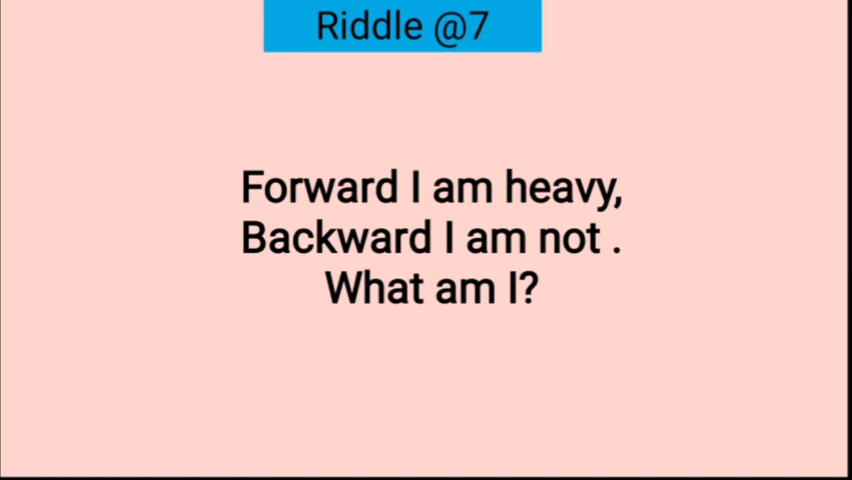 Riddle @7
Forward I am heavy,
Backward I am not .
What am I?